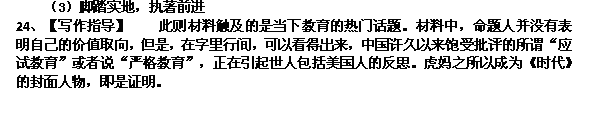 （3）脚踏实地，执著前进
24、【写作指导】 此则材料触及的是当下教育的热门话题。材料中，命题人并没有表
明自己的价值取向，但是，在字里行间，可以看得出来，中国许久以来饱受批评的所谓“应
试教育”或者说“严格教育”，正在引起世人包括美国人的反思。虎妈之所以成为《时代》
的封面人物，即是证明。